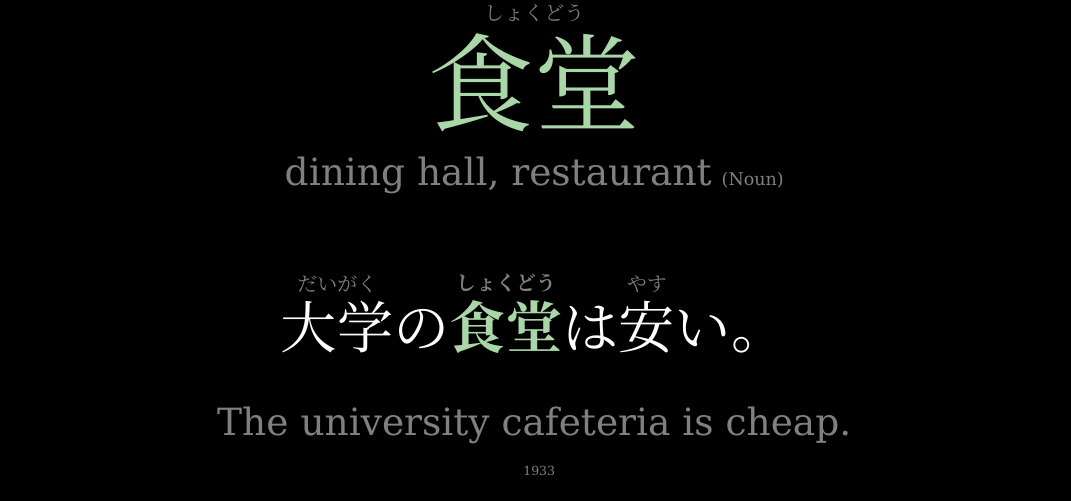 しょくどう
食堂
dining hall, restaurant (Noun)
だいがく しょくどう やす
大学の食堂は安い。
The university cafeteria is cheap.
1933